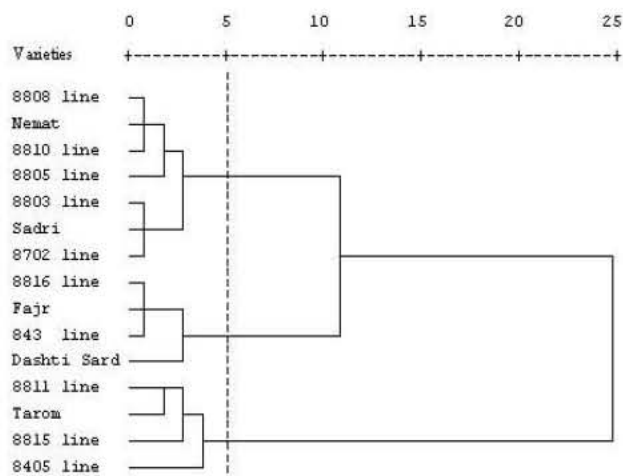 0 5 10 15 20 25
Varieties
8808 line
Nemat
8810 line
8805 line
8803 line
Sadri
8702 line
8816 line
Fajr
843 line
Dashti Sard
8811 line
Tarom
8815 line
8405 line